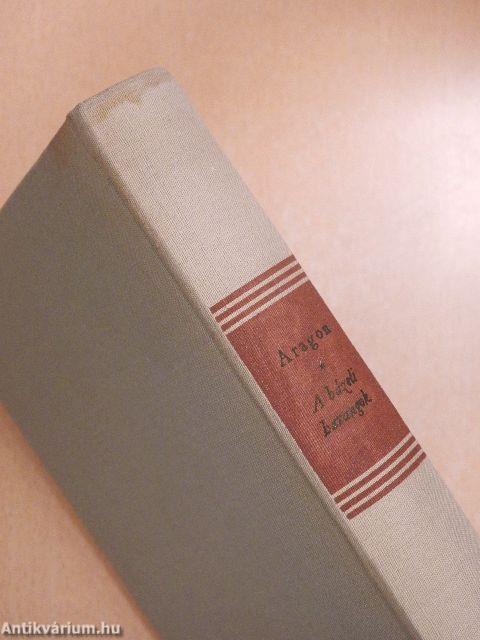 Aragon
*
A bázeli
harangok
Antikvárium.hu